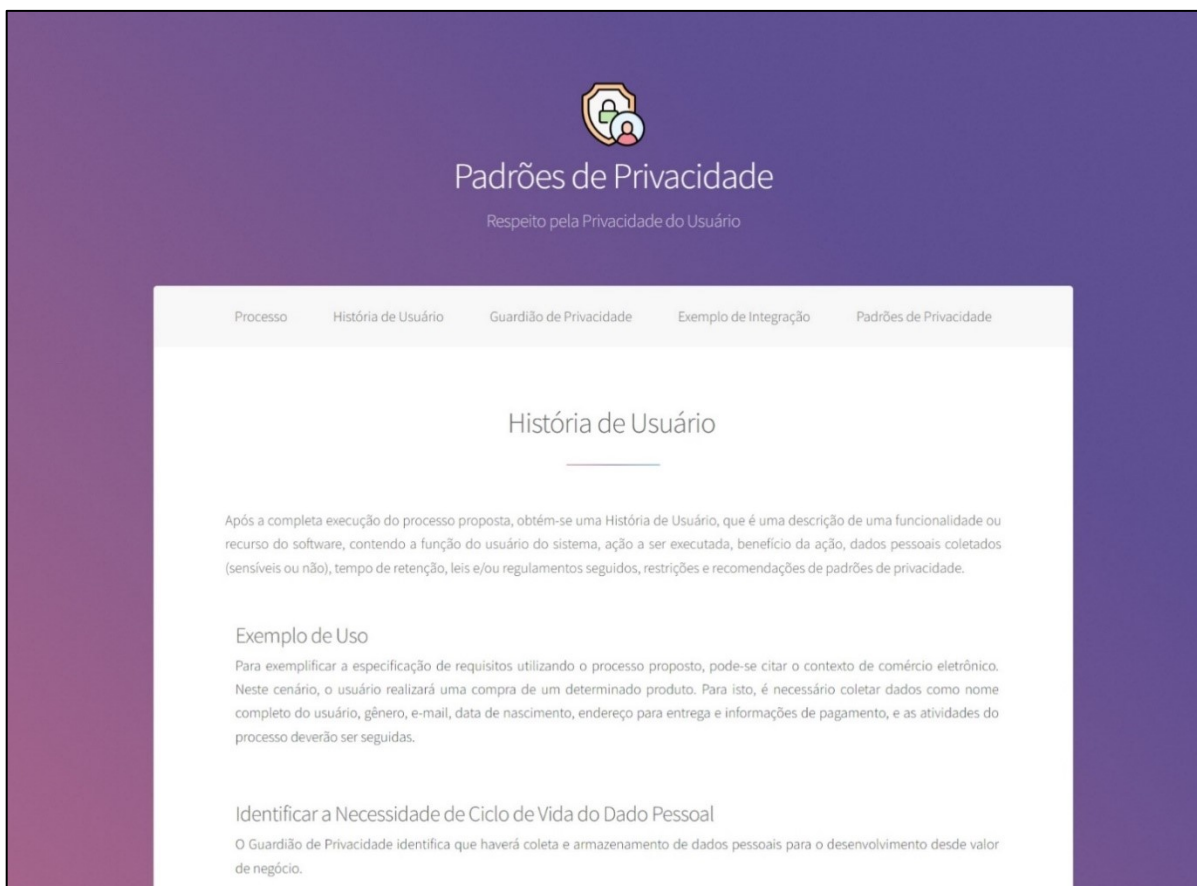 Padrões de Privacidade
Respeito pela Privacidade do Usuário
Processo História de Usuário Guardião de Privacidade Exemplo de Integração Padrões de Privacidade
História de Usuário
Após a completa execução do processo proposta, obtém-se uma História de Usuário, que é uma descrição de uma funcionalidade ou
recurso do software, contendo a função do usuário do sistema, ação a ser executada, benefício da ação, dados pessoais coletados
(sensíveis ou não), tempo de retenção, leis e/ou regulamentos seguidos, restrições e recomendações de padrões de privacidade.
Exemplo de Uso
Para exemplificar a especificação de requisitos utilizando o processo proposto, pode-se citar o contexto de comércio eletrônico.
Neste cenário, o usuário realizará uma compra de um determinado produto. Para isto, é necessário coletar dados como nome
completo do usuário, gênero, e-mail, data de nascimento, endereço para entrega e informações de pagamento, e as atividades do
processo deverão ser seguidas.
Identificar a Necessidade de Ciclo de Vida do Dado Pessoal
O Guardião de Privacidade identifica que haverá coleta e armazenamento de dados pessoais para o desenvolvimento desde valor
de negócio.